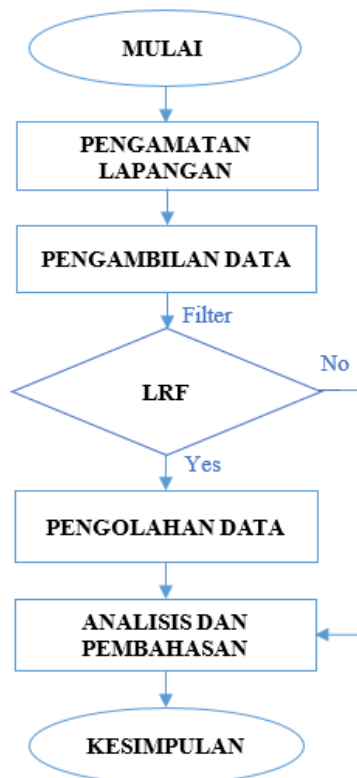 MULAI
PENGAMATAN
LAPANGAN
PENGAMBILAN DATA
Filter
LRF
No
Yes
PENGOLAHAN DATA
ANALISIS DAN
PEMBAHASAN
KESIMPULAN